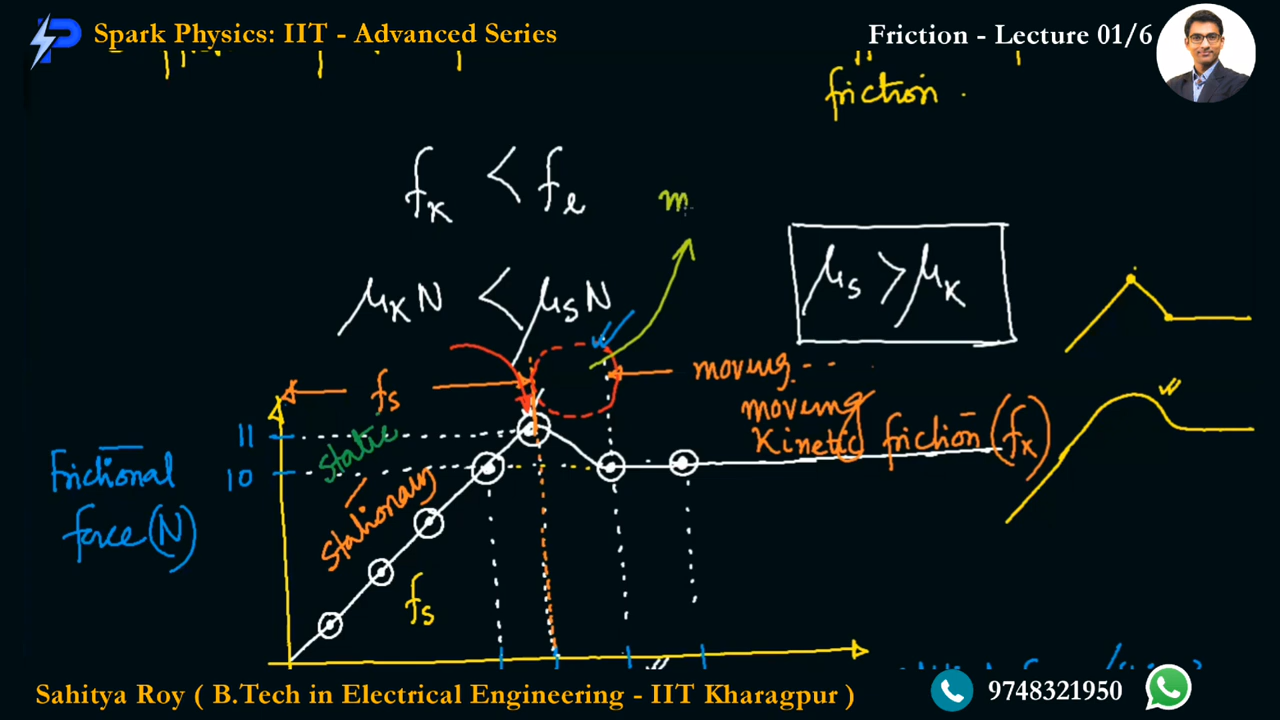 Spark Physics: IIT - Advanced Series
Friction - Lecture 01/6
friction .
fₖ < fₗ
m
μₖN < μₛN
μₛ > μₖ
fₛ
moving. - -
moving
11
static
Kinetic friction (fₖ)
10
Frictional
force (N)
stationary
fₛ
Sahitya Roy ( B.Tech in Electrical Engineering - IIT Kharagpur )
9748321950